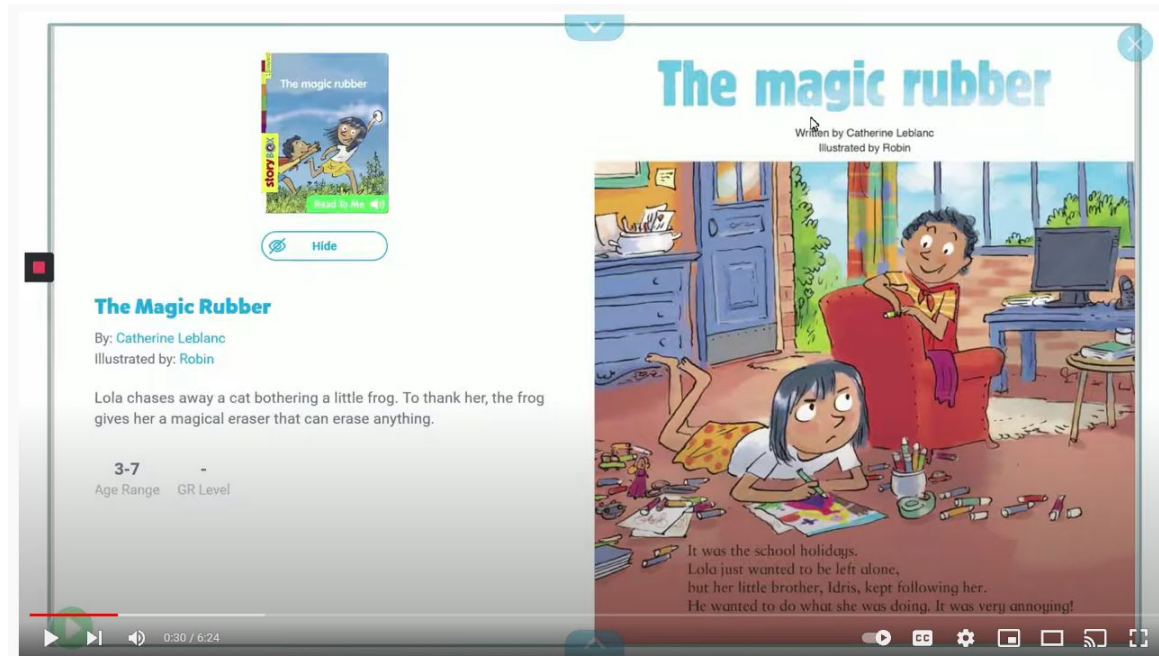 The magic rubber
storyBOX
Read To Me
Hide
The Magic Rubber
By: Catherine Leblanc
Illustrated by: Robin
Lola chases away a cat bothering a little frog. To thank her, the frog
gives her a magical eraser that can erase anything.
3-7 -
Age Range GR Level
The magic rubber
Written by Catherine Leblanc
Illustrated by Robin
It was the school holidays.
Lola just wanted to be left alone,
but her little brother, Idris, kept following her.
He wanted to do what she was doing. It was very annoying!
0:30 / 6:24
CC